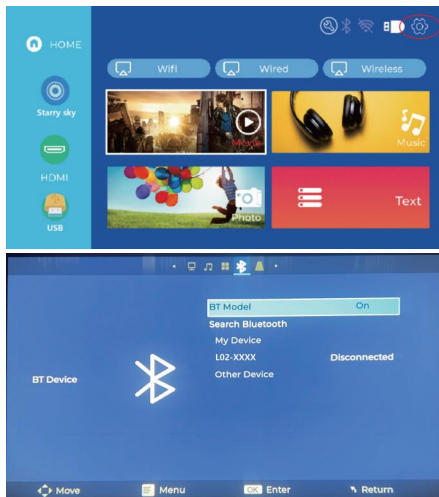 HOME
Wifi
Wired
Wireless
Starry sky
Movie
Music
HDMI
Photo
Text
USB
BT Model On
Search Bluetooth
My Device
L02-XXXX Disconnected
Other Device
BT Device
Move Menu OK Enter Return